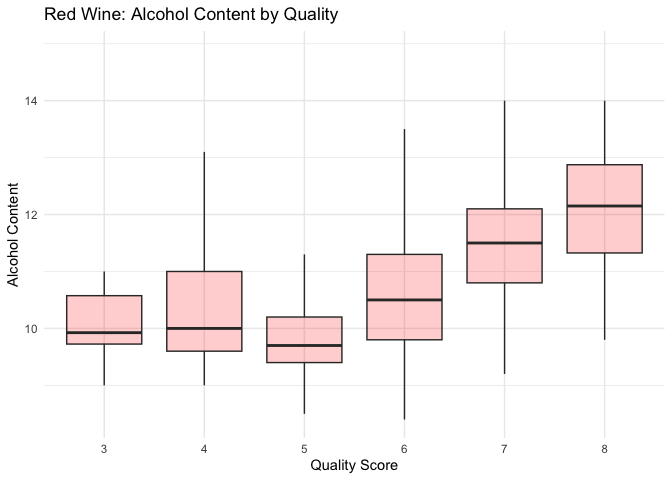 Red Wine: Alcohol Content by Quality
Alcohol Content
14
12
10
3 4 5 6 7 8
Quality Score